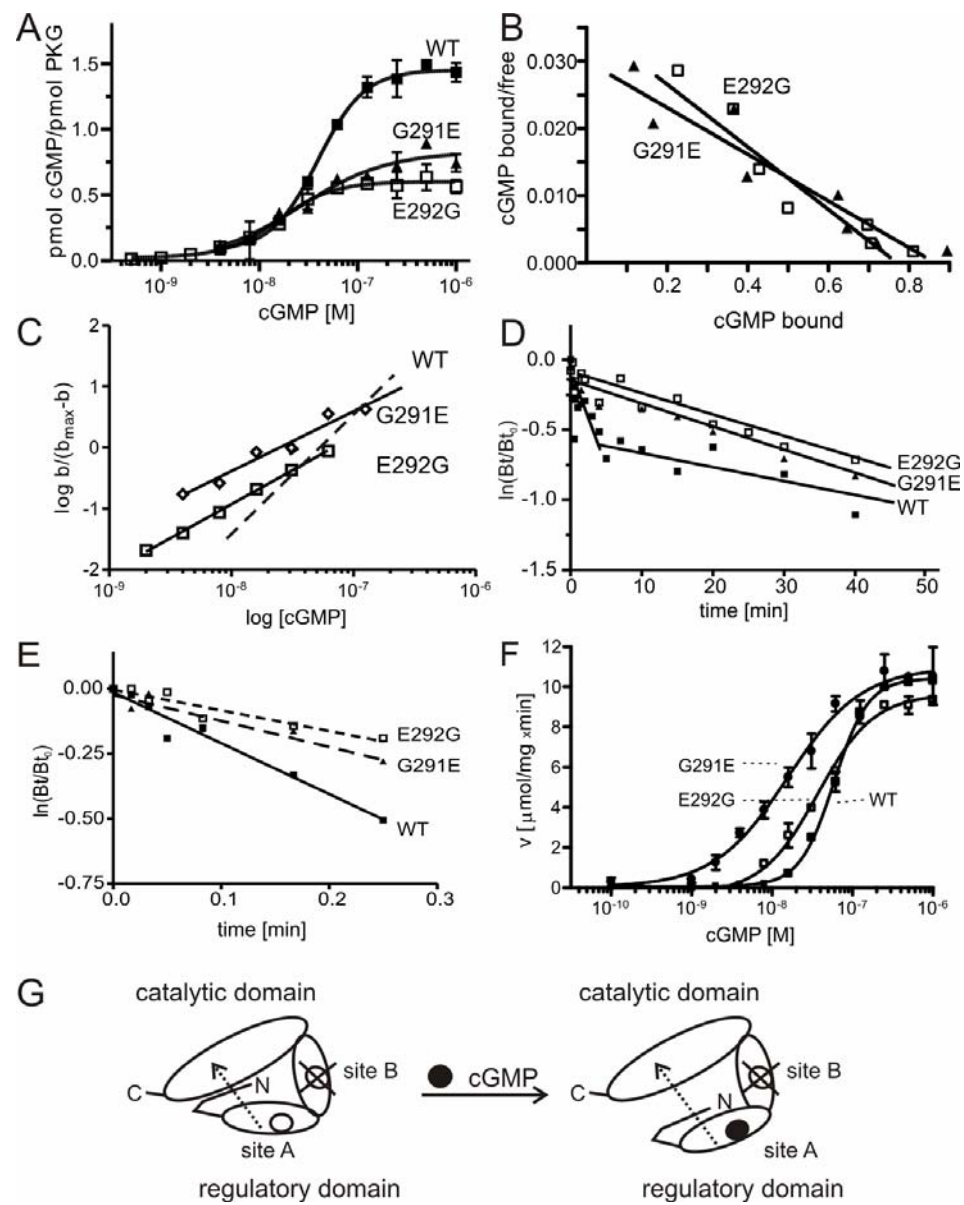 A
pmol cGMP/pmol PKG
1.5
1.0
0.5
0.0
WT
G291E
E292G
10⁻⁹
10⁻⁸
10⁻⁷
10⁻⁶
cGMP [M]
B
cGMP bound/free
0.030
0.020
0.010
0.000
E292G
G291E
0.2
0.4
0.6
0.8
cGMP bound
C
log b/(bmax-b)
2
1
0
-1
-2
WT
G291E
E292G
10⁻⁹
10⁻⁸
10⁻⁷
10⁻⁶
log [cGMP]
D
ln(Bt/Bt₀)
0.0
-0.5
-1.0
-1.5
E292G
G291E
WT
0
10
20
30
40
50
time [min]
E
ln(Bt/Bt₀)
0.00
-0.25
-0.50
-0.75
E292G
G291E
WT
0.0
0.1
0.2
0.3
time [min]
F
v [ μmol/mg xmin]
12
10
8
6
4
2
0
G291E
E292G
WT
10⁻¹⁰
10⁻⁹
10⁻⁸
10⁻⁷
10⁻⁶
cGMP [M]
G
catalytic domain
C
N
site B
site A
regulatory domain
cGMP
catalytic domain
C
N
site B
site A
regulatory domain